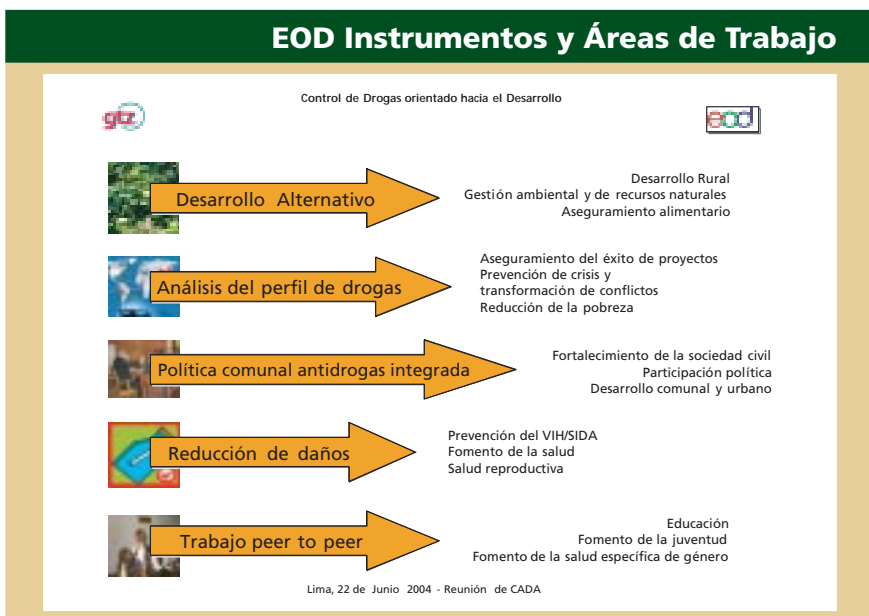 EOD Instrumentos y Áreas de Trabajo
Control de Drogas orientado hacia el Desarrollo
gtz
eod
Desarrollo Alternativo
Desarrollo Rural
Gestión ambiental y de recursos naturales
Aseguramiento alimentario
Análisis del perfil de drogas
Aseguramiento del éxito de proyectos
Prevención de crisis y
transformación de conflictos
Reducción de la pobreza
Política comunal antidrogas integrada
Fortalecimiento de la sociedad civil
Participación política
Desarrollo comunal y urbano
Reducción de daños
Prevención del VIH/SIDA
Fomento de la salud
Salud reproductiva
Trabajo peer to peer
Educación
Fomento de la juventud
Fomento de la salud específica de género
Lima, 22 de Junio 2004 - Reunión de CADA